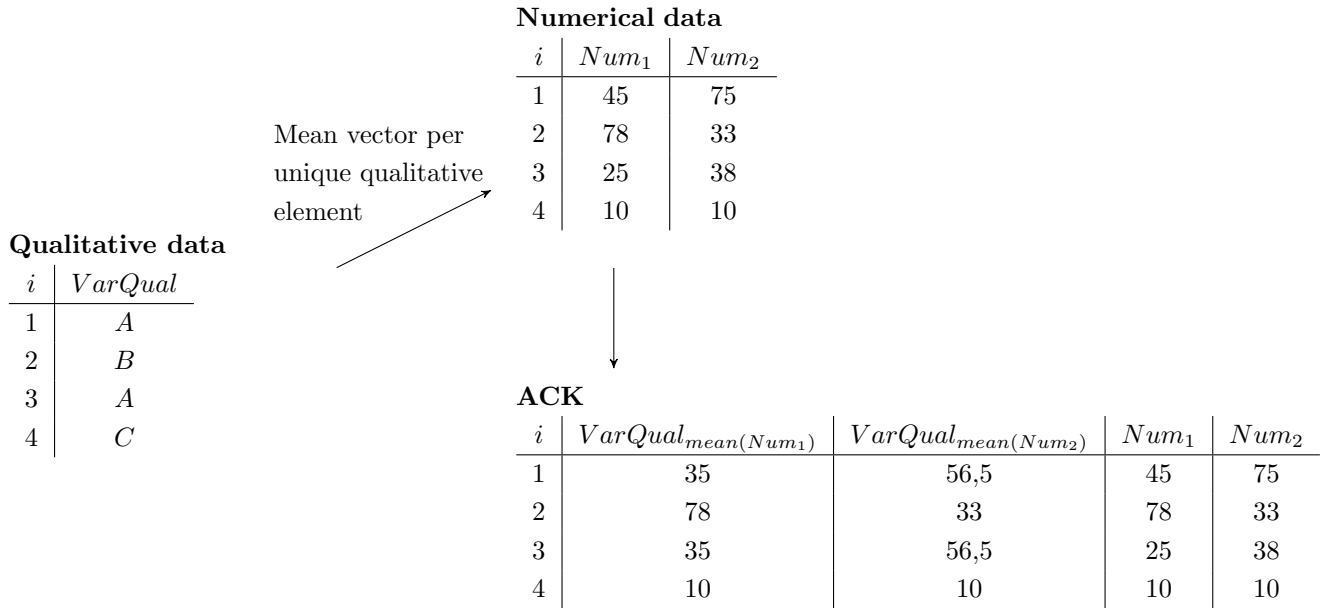 Numerical data
i Num₁ Num₂
1 45 75
2 78 33
3 25 38
4 10 10
Mean vector per
unique qualitative
element
Qualitative data
i VarQual
1 A
2 B
3 A
4 C
ACK
i VarQual_mean(Num₁) VarQual_mean(Num₂) Num₁ Num₂
1 35 56,5 45 75
2 78 33 78 33
3 35 56,5 25 38
4 10 10 10 10